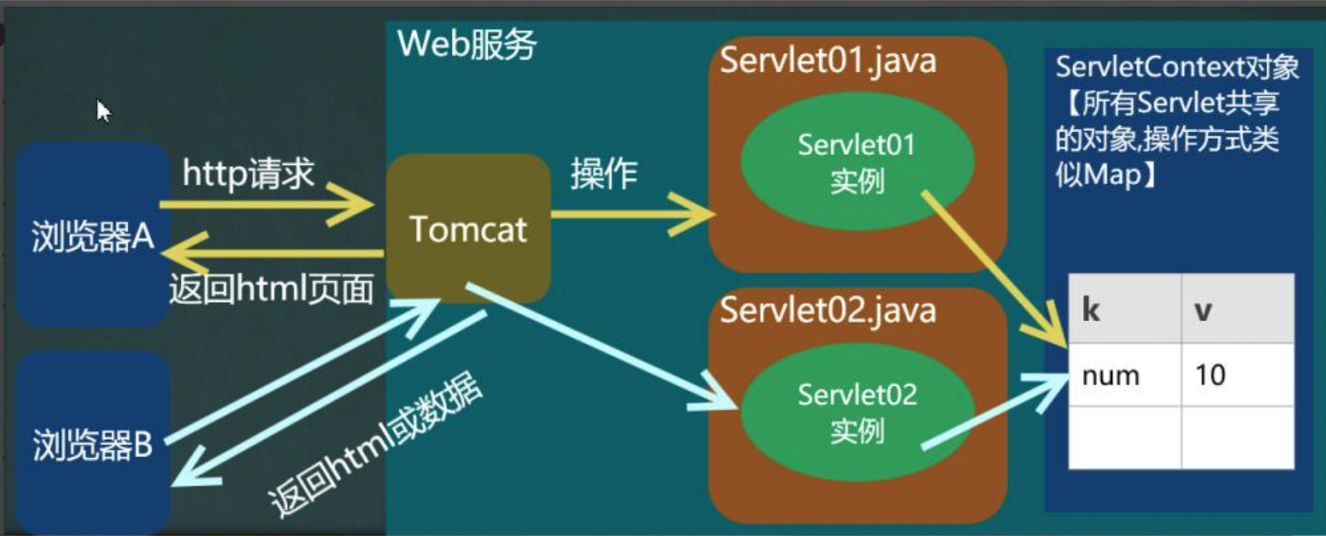 Web服务
Servlet01.java
Servlet01
实例
ServletContext对象
【所有Servlet共享
的对象,操作方式类
似Map】
http请求
操作
浏览器A
Tomcat
返回html页面
Servlet02.java
Servlet02
实例
k v
num 10
浏览器B
返回html或数据